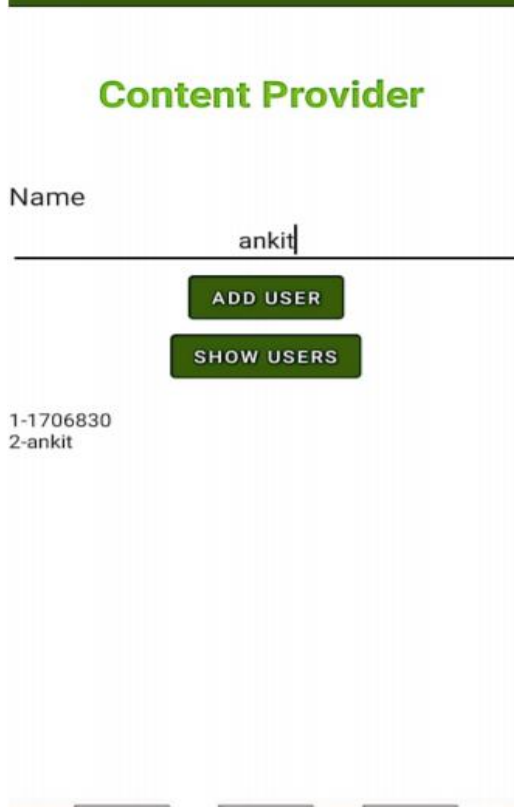 Content Provider
Name
ankit
ADD USER
SHOW USERS
1-1706830
2-ankit